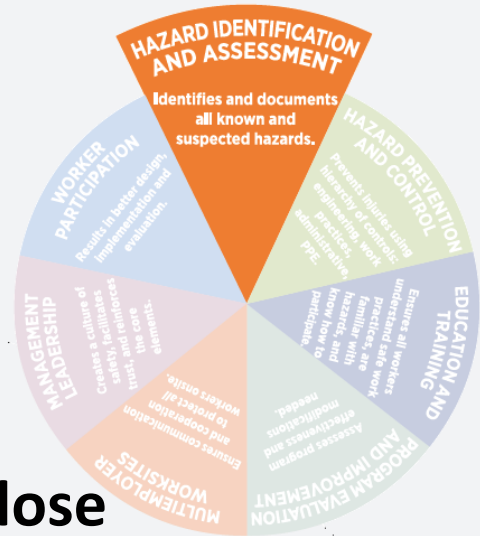 HAZARD IDENTIFICATION
AND ASSESSMENT
Identifies and documents
all known and
suspected hazards.
HAZARD PREVENTION
AND CONTROL
Prevents injuries using
hierarchy of controls:
engineering, work
practices,
administrative,
PPE.
EDUCATION AND
TRAINING
Ensures all workers
understand safe work
practices, are
familiar with
hazards, and
know how to
participate.
PROGRAM EVALUATION
AND IMPROVEMENT
Assesses program
effectiveness and
modifications
needed.
MULTIEMPLOYER
WORKSITES
Ensures communication
and cooperation
to protect all
workers onsite.
MANAGEMENT
LEADERSHIP
Creates a culture of
safety, facilitates
trust, and reinforces
the core
elements.
WORKER
PARTICIPATION
Results in better design,
implementation and
evaluation.
lose